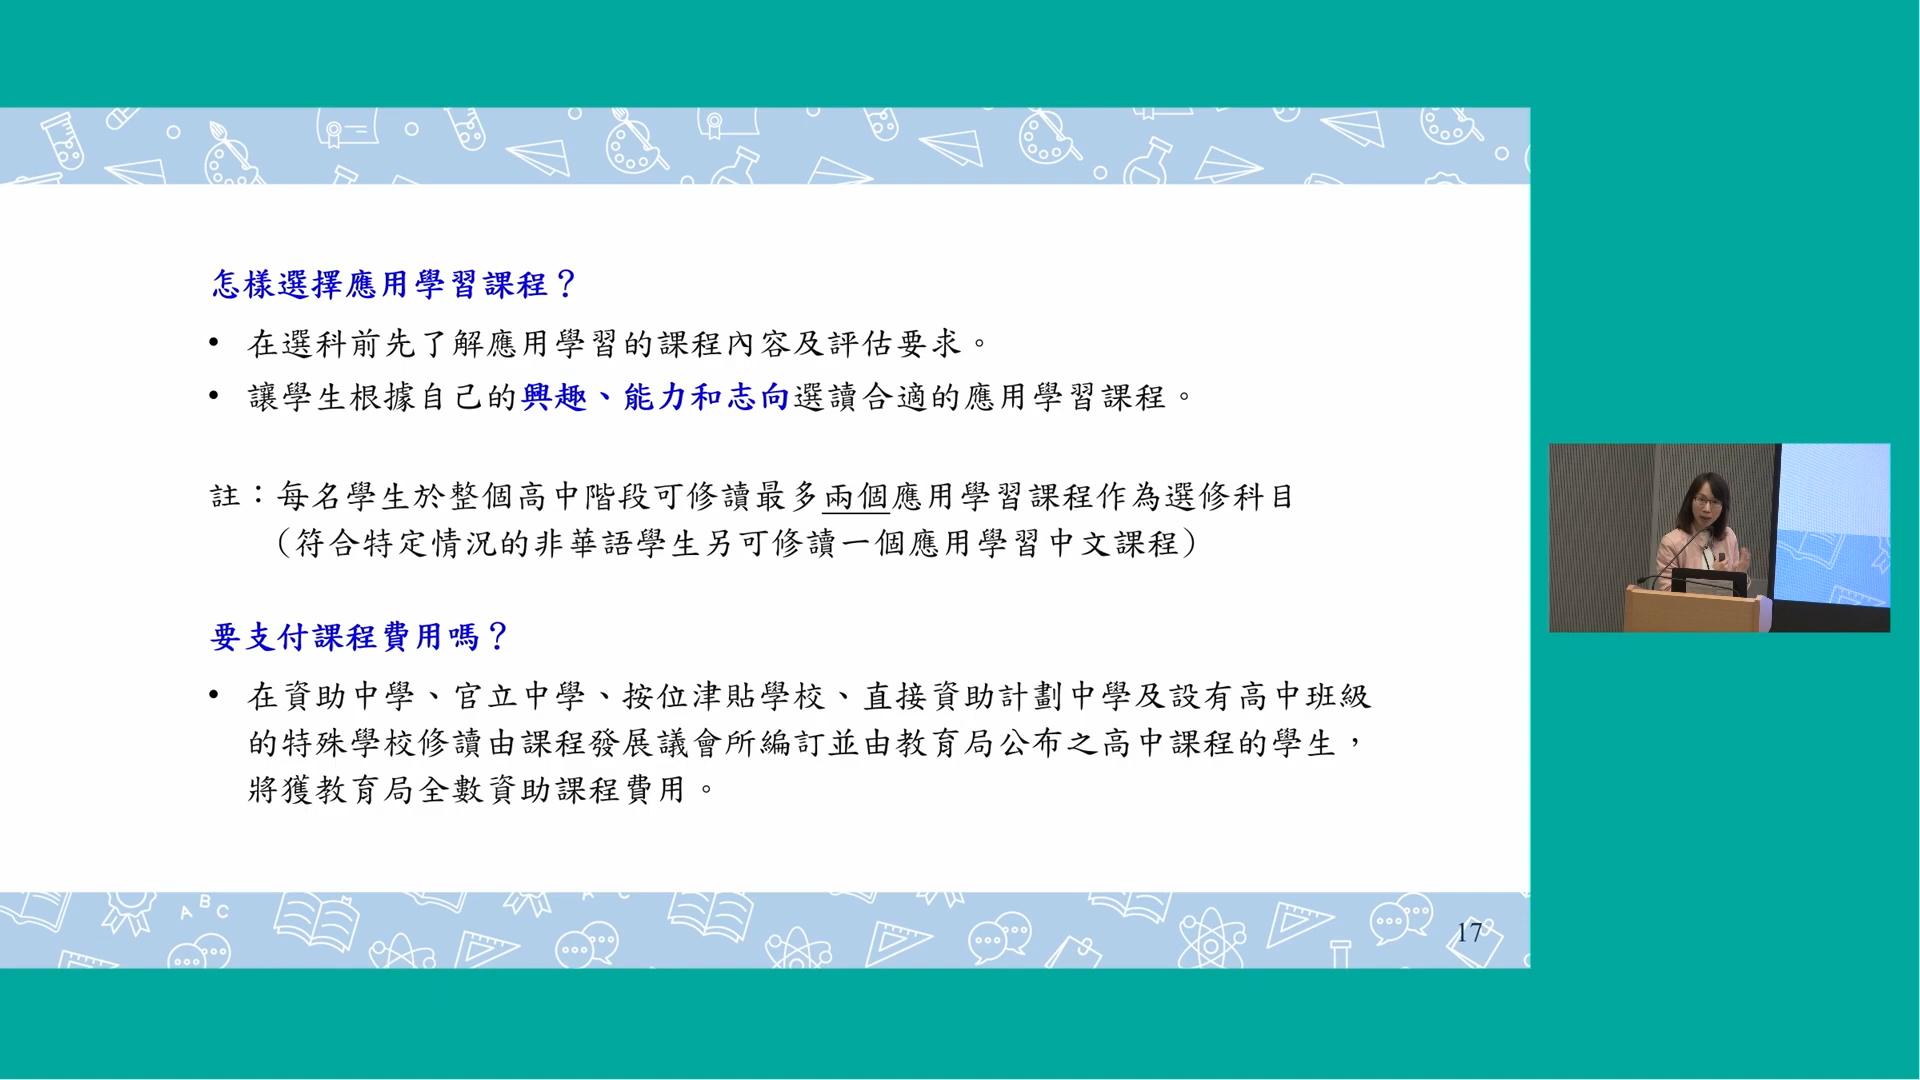 怎樣選擇應用學習課程？
• 在選科前先了解應用學習的課程內容及評估要求。
• 讓學生根據自己的興趣、能力和志向選讀合適的應用學習課程。
註：每名學生於整個高中階段可修讀最多兩個應用學習課程作為選修科目
（符合特定情況的非華語學生另可修讀一個應用學習中文課程）
要支付課程費用嗎？
• 在資助中學、官立中學、按位津貼學校、直接資助計劃中學及設有高中班級
的特殊學校修讀由課程發展議會所編訂並由教育局公布之高中課程的學生，
將獲教育局全數資助課程費用。
A B C
A C
17